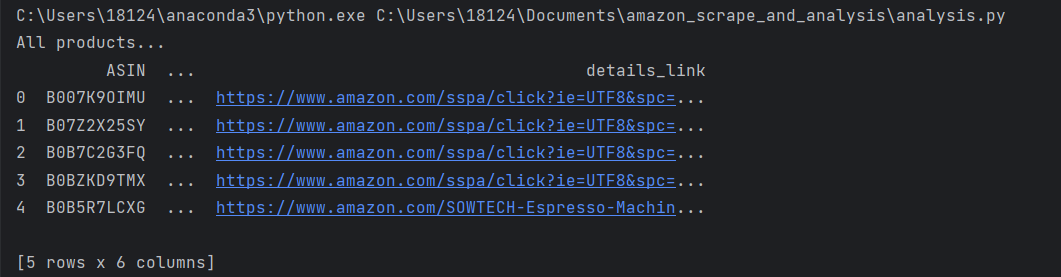 C:\Users\18124\anaconda3\python.exe C:\Users\18124\Documents\amazon_scrape_and_analysis\analysis.py
All products...
ASIN ... details_link
0 B007K9OIMU ... https://www.amazon.com/sspa/click?ie=UTF8&spc=...
1 B07Z2X25SY ... https://www.amazon.com/sspa/click?ie=UTF8&spc=...
2 B0B7C2G3FQ ... https://www.amazon.com/sspa/click?ie=UTF8&spc=...
3 B0BZKD9TMX ... https://www.amazon.com/sspa/click?ie=UTF8&spc=...
4 B0B5R7LCXG ... https://www.amazon.com/SOWTECH-Espresso-Machin...
[5 rows x 6 columns]